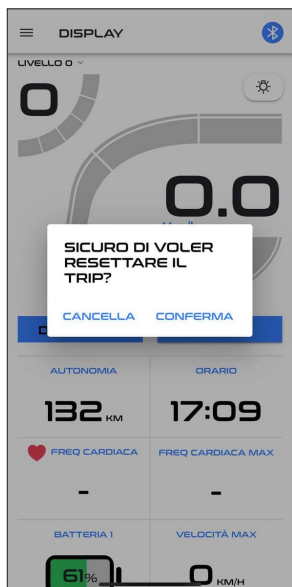 DISPLAY
LIVELLO 0
0
0.0
SICURO DI VOLER
RESETTARE IL
TRIP?
CANCELLA CONFERMA
AUTONOMIA ORARIO
132 KM 17:09
FREQ CARDIACA FREQ CARDIACA MAX
- -
BATTERIA 1 VELOCITÀ MAX
61% 0 KM/H